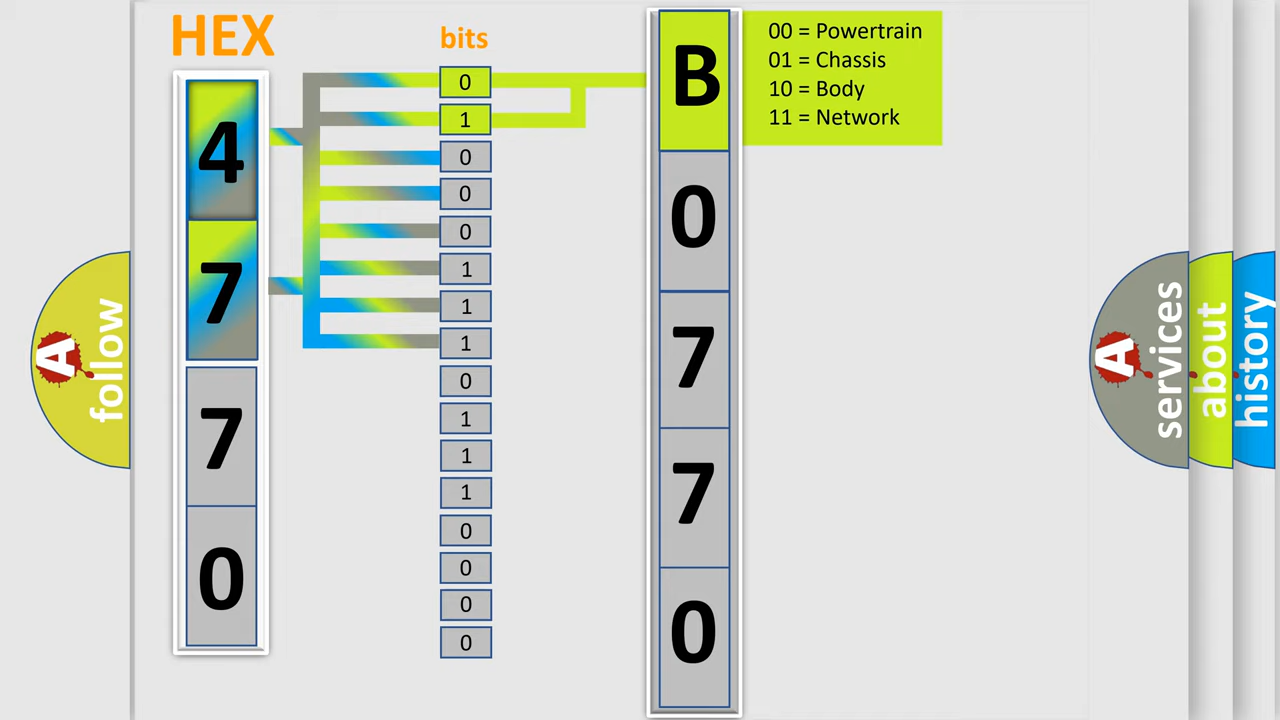 HEX
bits
4
7
7
0
0
1
0
0
0
1
1
1
0
1
1
1
0
0
0
0
B
0
7
7
0
00 = Powertrain
01 = Chassis
10 = Body
11 = Network
A
follow
A
services
about
history